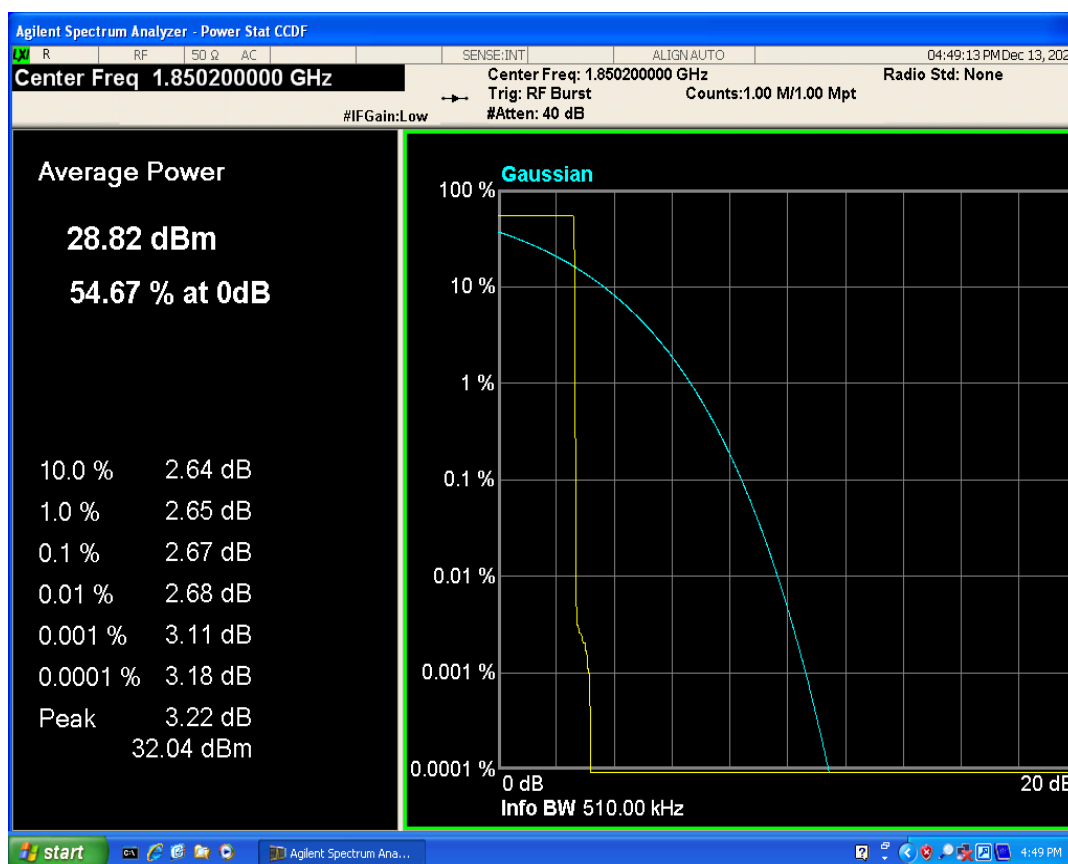 Agilent Spectrum Analyzer - Power Stat CCDF
LXI R RF 50 Ω AC SENSE:INT ALIGN AUTO 04:49:13 PM Dec 13, 202
Center Freq 1.850200000 GHz
#IFGain:Low
Center Freq: 1.850200000 GHz
Radio Std: None
Trig: RF Burst
Counts:1.00 M/1.00 Mpt
#Atten: 40 dB
Average Power
28.82 dBm
54.67 % at 0dB
10.0 % 2.64 dB
1.0 % 2.65 dB
0.1 % 2.67 dB
0.01 % 2.68 dB
0.001 % 3.11 dB
0.0001 % 3.18 dB
Peak 3.22 dB
32.04 dBm
Gaussian
100 %
10 %
1 %
0.1 %
0.01 %
0.001 %
0.0001 %
0 dB
20 dB
Info BW 510.00 kHz
start
Agilent Spectrum Ana...
4:49 PM